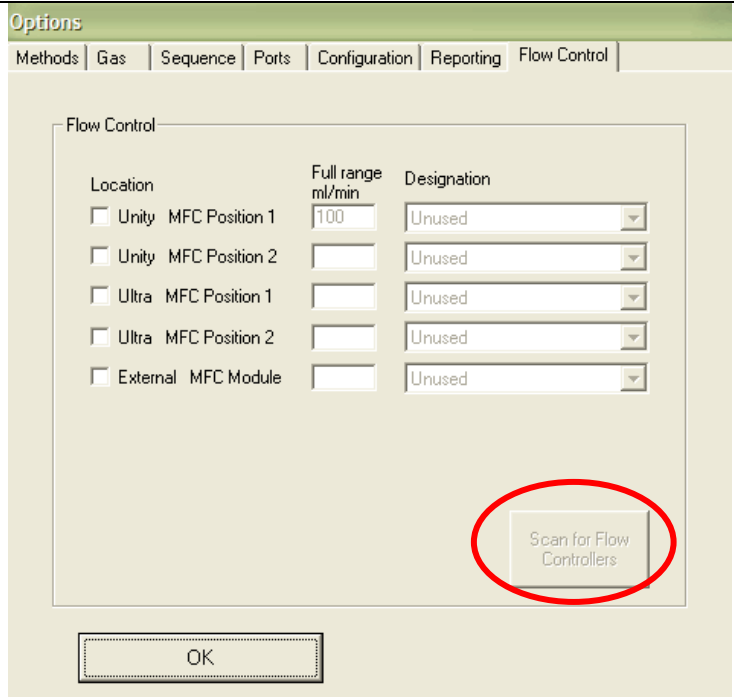 Options
Methods Gas Sequence Ports Configuration Reporting Flow Control
Flow Control
Location Full range ml/min Designation
Unity MFC Position 1 100 Unused
Unity MFC Position 2 Unused
Ultra MFC Position 1 Unused
Ultra MFC Position 2 Unused
External MFC Module Unused
Scan for Flow
Controllers
OK